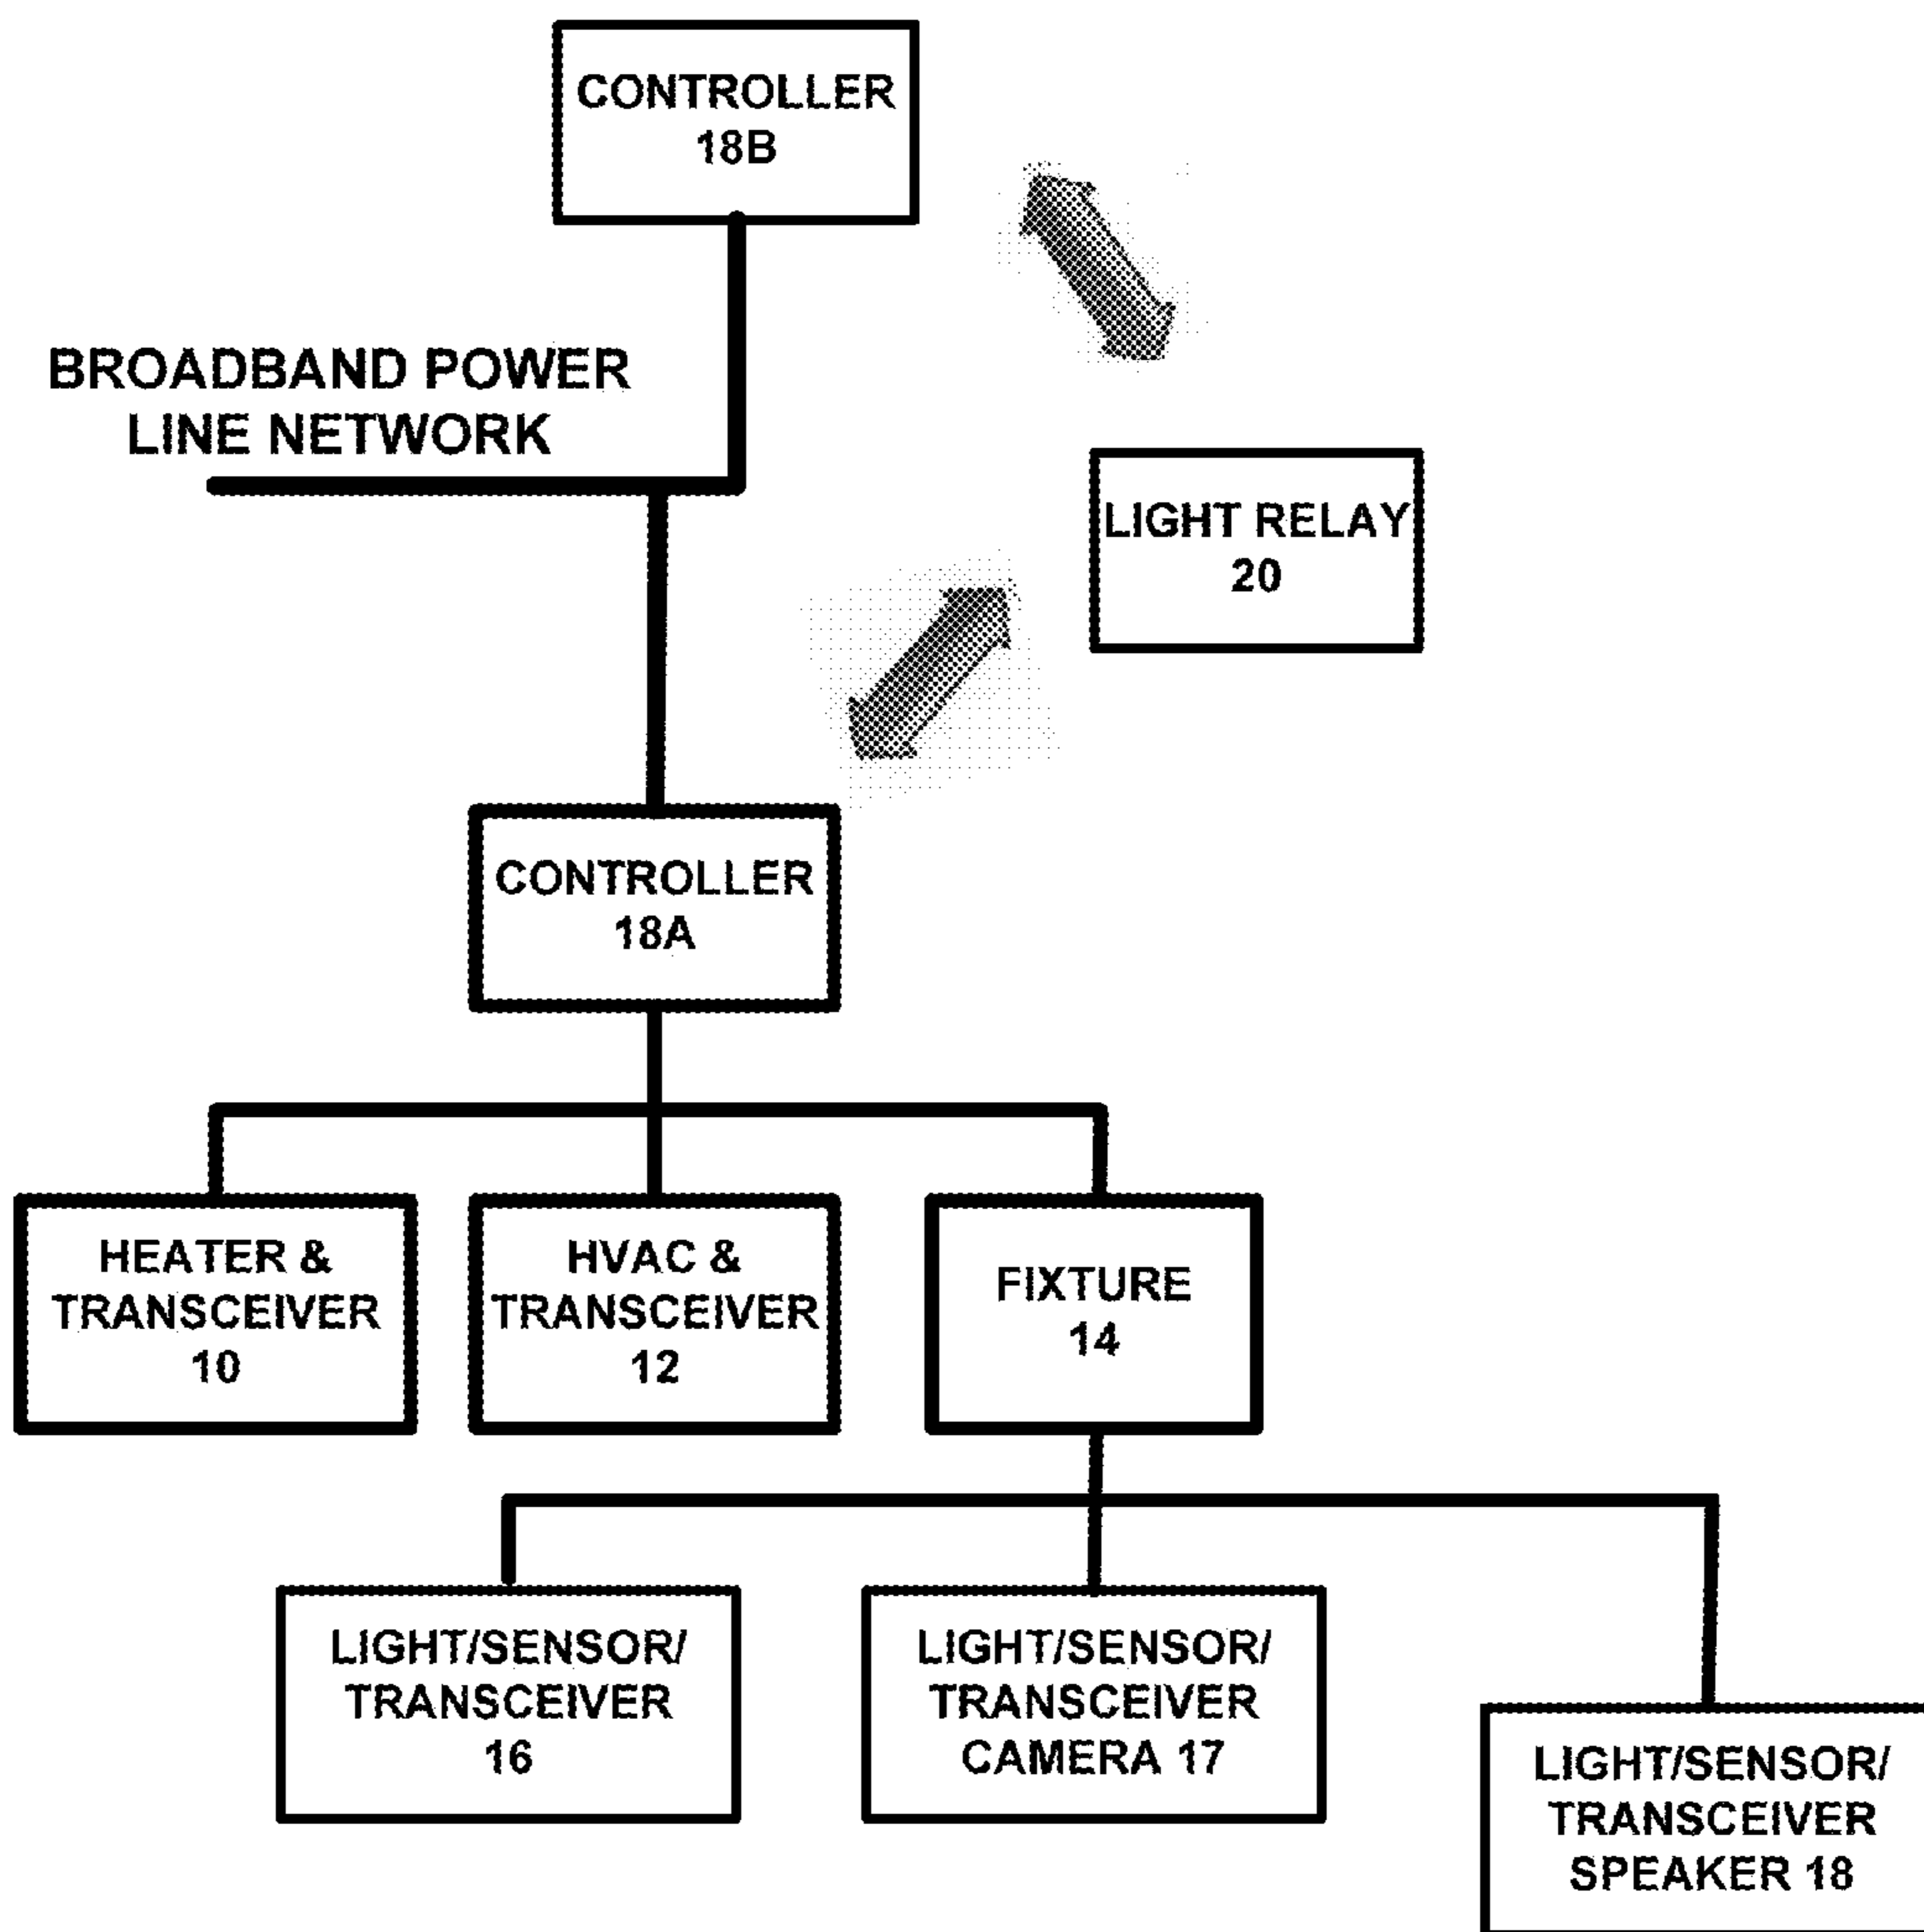 CONTROLLER
18B
BROADBAND POWER
LINE NETWORK
LIGHT RELAY
20
CONTROLLER
18A
HEATER &
TRANSCEIVER
10
HVAC &
TRANSCEIVER
12
FIXTURE
14
LIGHT/SENSOR/
TRANSCEIVER
16
LIGHT/SENSOR/
TRANSCEIVER
CAMERA 17
LIGHT/SENSOR/
TRANSCEIVER
SPEAKER 18